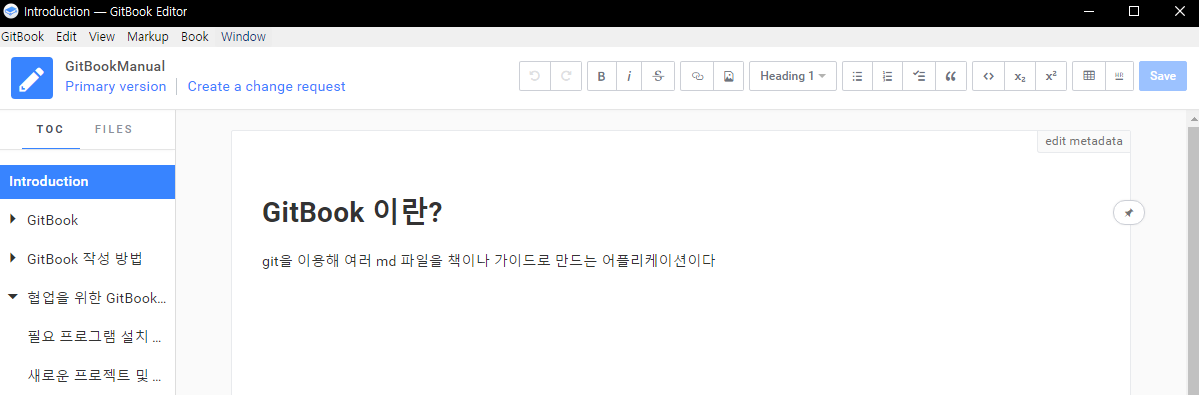 Introduction — GitBook Editor
GitBook Edit View Markup Book Window
GitBookManual
Primary version Create a change request
B i S Heading 1 “ <> x₂ x² HR Save
TOC FILES
edit metadata
Introduction
GitBook
GitBook 작성 방법
협업을 위한 GitBook...
필요 프로그램 설치 ...
새로운 프로젝트 및 ...
GitBook 이란?
git을 이용해 여러 md 파일을 책이나 가이드로 만드는 어플리케이션이다